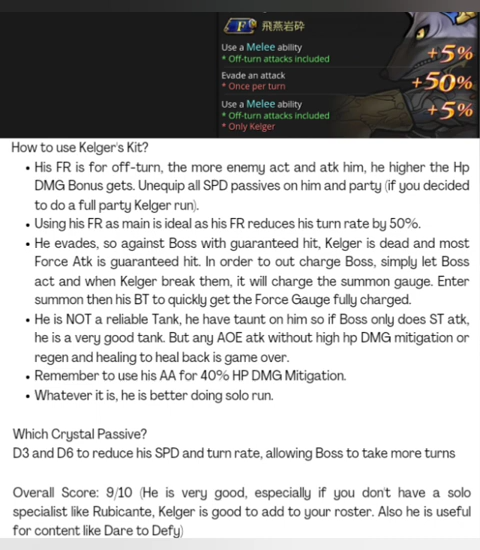 F 飛燕岩砕
Use a Melee ability
* Off-turn attacks included
+5%
Evade an attack
* Once per turn
+50%
Use a Melee ability
* Off-turn attacks included
* Only Kelger
+5%
How to use Kelger's Kit?
• His FR is for off-turn, the more enemy act and atk him, he higher the Hp
DMG Bonus gets. Unequip all SPD passives on him and party (if you decided
to do a full party Kelger run).
• Using his FR as main is ideal as his FR reduces his turn rate by 50%.
• He evades, so against Boss with guaranteed hit, Kelger is dead and most
Force Atk is guaranteed hit. In order to out charge Boss, simply let Boss
act and when Kelger break them, it will charge the summon gauge. Enter
summon then his BT to quickly get the Force Gauge fully charged.
• He is NOT a reliable Tank, he have taunt on him so if Boss only does ST atk,
he is a very good tank. But any AOE atk without high hp DMG mitigation or
regen and healing to heal back is game over.
• Remember to use his AA for 40% HP DMG Mitigation.
• Whatever it is, he is better doing solo run.
Which Crystal Passive?
D3 and D6 to reduce his SPD and turn rate, allowing Boss to take more turns
Overall Score: 9/10 (He is very good, especially if you don't have a solo
specialist like Rubicante, Kelger is good to add to your roster. Also he is useful
for content like Dare to Defy)